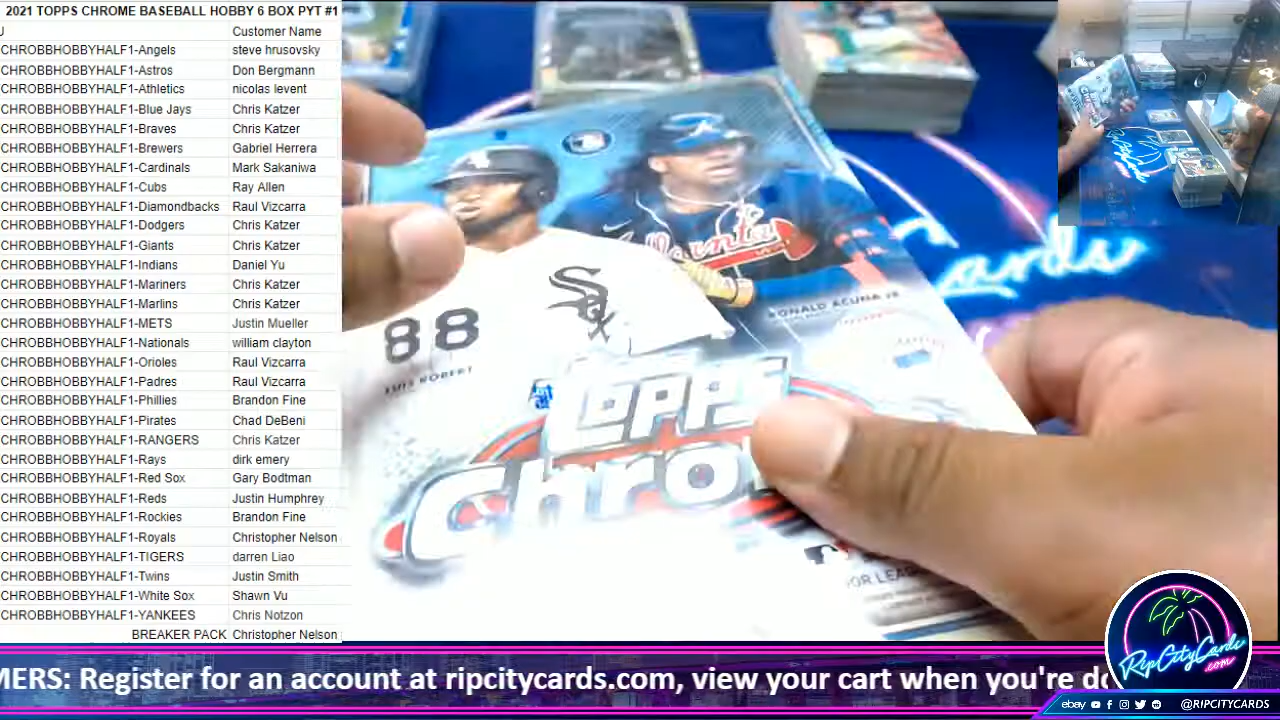 2021 TOPPS CHROME BASEBALL HOBBY 6 BOX PYT #1
Customer Name
CHROBBHOBBYHALF1-Angels steve hrusovsky
CHROBBHOBBYHALF1-Astros Don Bergmann
CHROBBHOBBYHALF1-Athletics nicolas levent
CHROBBHOBBYHALF1-Blue Jays Chris Katzer
CHROBBHOBBYHALF1-Braves Chris Katzer
CHROBBHOBBYHALF1-Brewers Gabriel Herrera
CHROBBHOBBYHALF1-Cardinals Mark Sakaniwa
CHROBBHOBBYHALF1-Cubs Ray Allen
CHROBBHOBBYHALF1-Diamondbacks Raul Vizcarra
CHROBBHOBBYHALF1-Dodgers Chris Katzer
CHROBBHOBBYHALF1-Giants Chris Katzer
CHROBBHOBBYHALF1-Indians Daniel Yu
CHROBBHOBBYHALF1-Mariners Chris Katzer
CHROBBHOBBYHALF1-Marlins Chris Katzer
CHROBBHOBBYHALF1-METS Justin Mueller
CHROBBHOBBYHALF1-Nationals william clayton
CHROBBHOBBYHALF1-Orioles Raul Vizcarra
CHROBBHOBBYHALF1-Padres Raul Vizcarra
CHROBBHOBBYHALF1-Phillies Brandon Fine
CHROBBHOBBYHALF1-Pirates Chad DeBeni
CHROBBHOBBYHALF1-RANGERS Chris Katzer
CHROBBHOBBYHALF1-Rays dirk emery
CHROBBHOBBYHALF1-Red Sox Gary Bodtman
CHROBBHOBBYHALF1-Reds Justin Humphrey
CHROBBHOBBYHALF1-Rockies Brandon Fine
CHROBBHOBBYHALF1-Royals Christopher Nelson
CHROBBHOBBYHALF1-TIGERS darren Liao
CHROBBHOBBYHALF1-Twins Justin Smith
CHROBBHOBBYHALF1-White Sox Shawn Vu
CHROBBHOBBYHALF1-YANKEES Chris Notzon
BREAKER PACK Christopher Nelson
Atlanta
Sox
88
LUIS ROBERT
RONALD ACUNA JR
Topps
Chro
Cards
MERS: Register for an account at ripcitycards.com, view your cart when you're do
RipCityCards
.com
ebay @RIPCITYCARDS